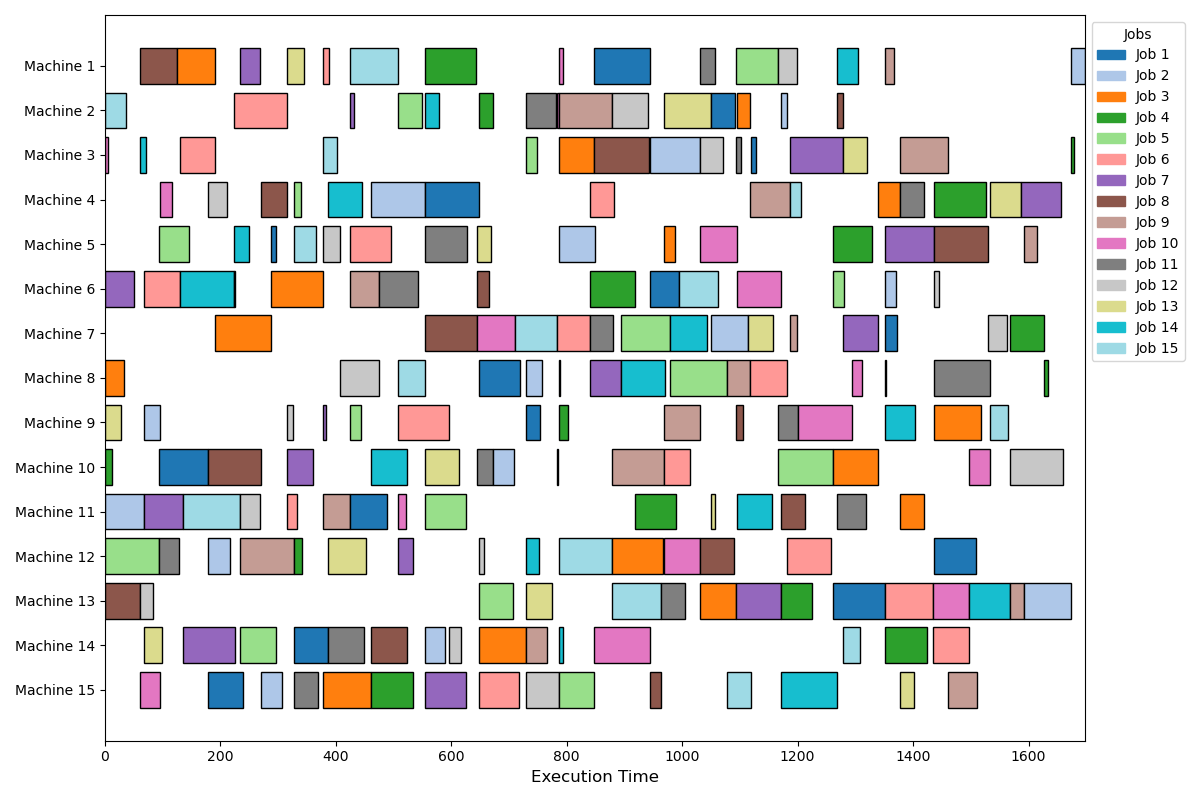 Machine 1
Machine 2
Machine 3
Machine 4
Machine 5
Machine 6
Machine 7
Machine 8
Machine 9
Machine 10
Machine 11
Machine 12
Machine 13
Machine 14
Machine 15
0 200 400 600 800 1000 1200 1400 1600
Execution Time
Jobs
Job 1
Job 2
Job 3
Job 4
Job 5
Job 6
Job 7
Job 8
Job 9
Job 10
Job 11
Job 12
Job 13
Job 14
Job 15